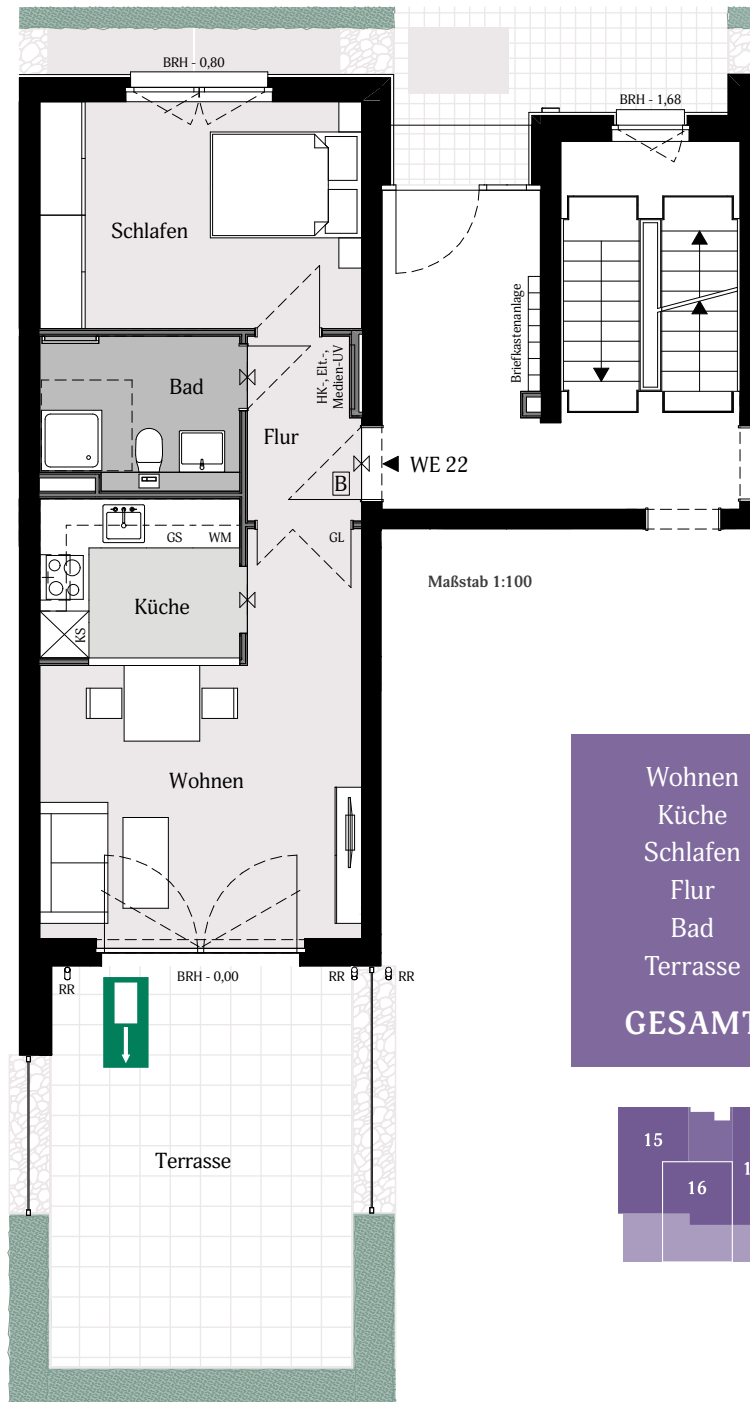 BRH - 0,80
BRH - 1,68
Schlafen
Briefkastenanlage
HK-, Elt.-,
Medien-UV
Bad
Flur
WE 22
B
GS
WM
GL
Maßstab 1:100
Küche
KS
Wohnen
Wohnen
Küche
Schlafen
Flur
Bad
Terrasse
GESAMT
BRH - 0,00
RR
RR
RR
Terrasse
15
16
1